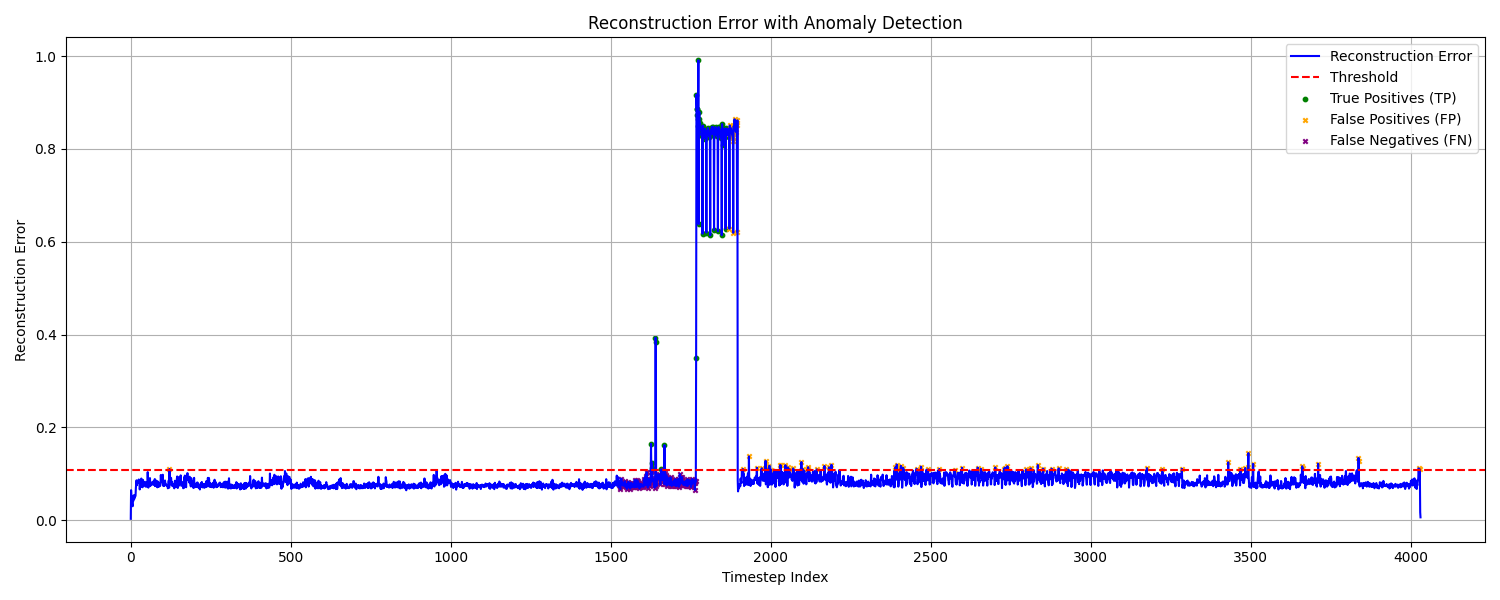 Reconstruction Error with Anomaly Detection
Reconstruction Error
1.0
0.8
0.6
0.4
0.2
0.0
Reconstruction Error
Threshold
True Positives (TP)
False Positives (FP)
False Negatives (FN)
0 500 1000 1500 2000 2500 3000 3500 4000
Timestep Index